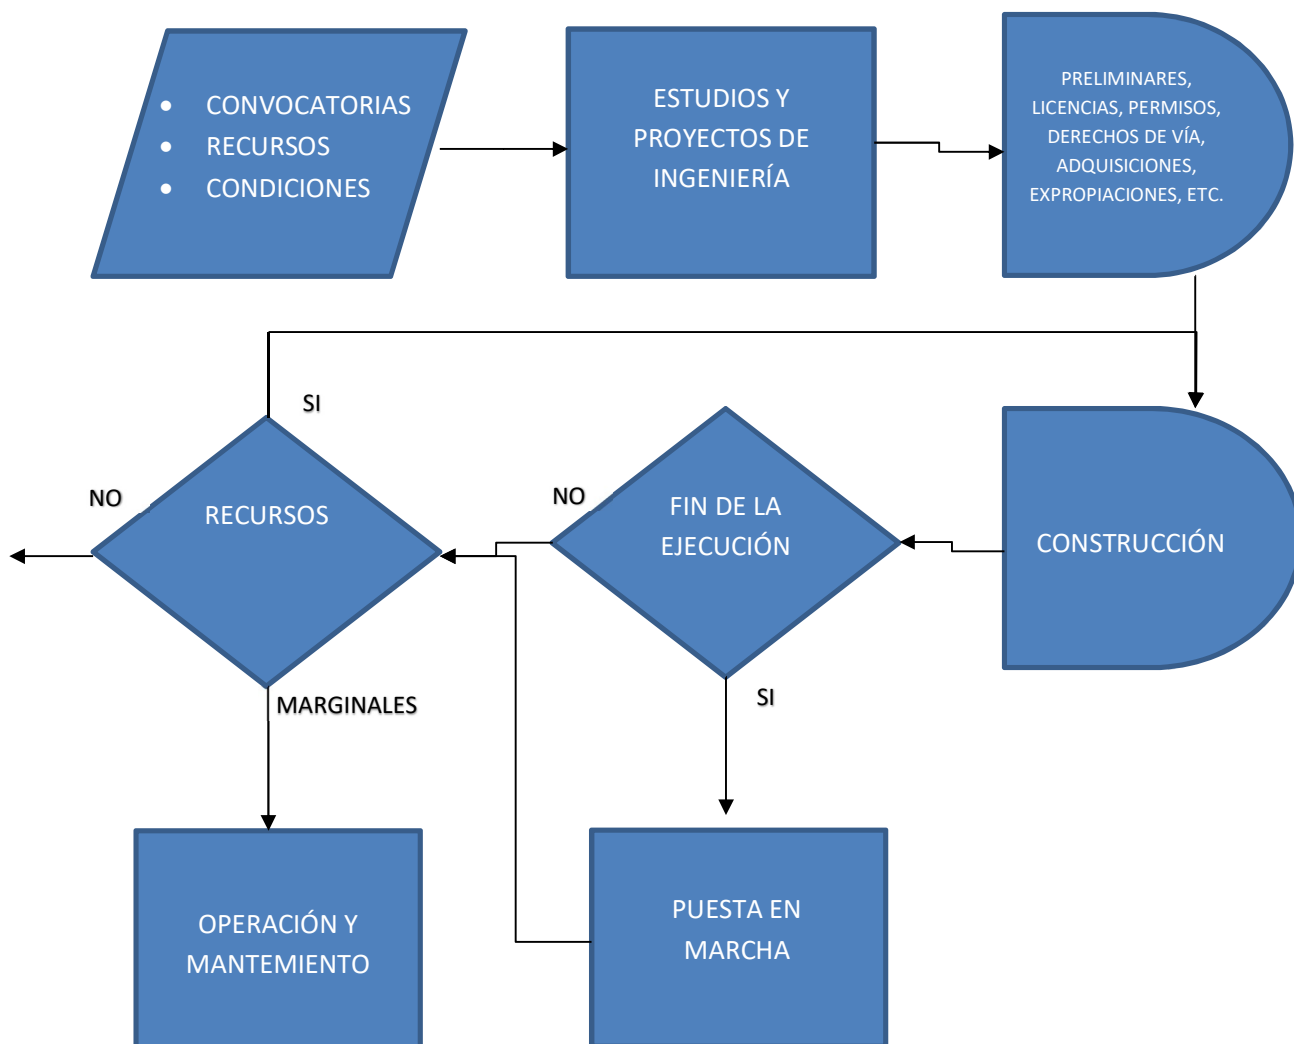 • CONVOCATORIAS
• RECURSOS
• CONDICIONES
ESTUDIOS Y
PROYECTOS DE
INGENIERÍA
PRELIMINARES,
LICENCIAS, PERMISOS,
DERECHOS DE VÍA,
ADQUISICIONES,
EXPROPIACIONES, ETC.
SI
NO
RECURSOS
NO
FIN DE LA
EJECUCIÓN
CONSTRUCCIÓN
MARGINALES
SI
OPERACIÓN Y
MANTEMIENTO
PUESTA EN
MARCHA